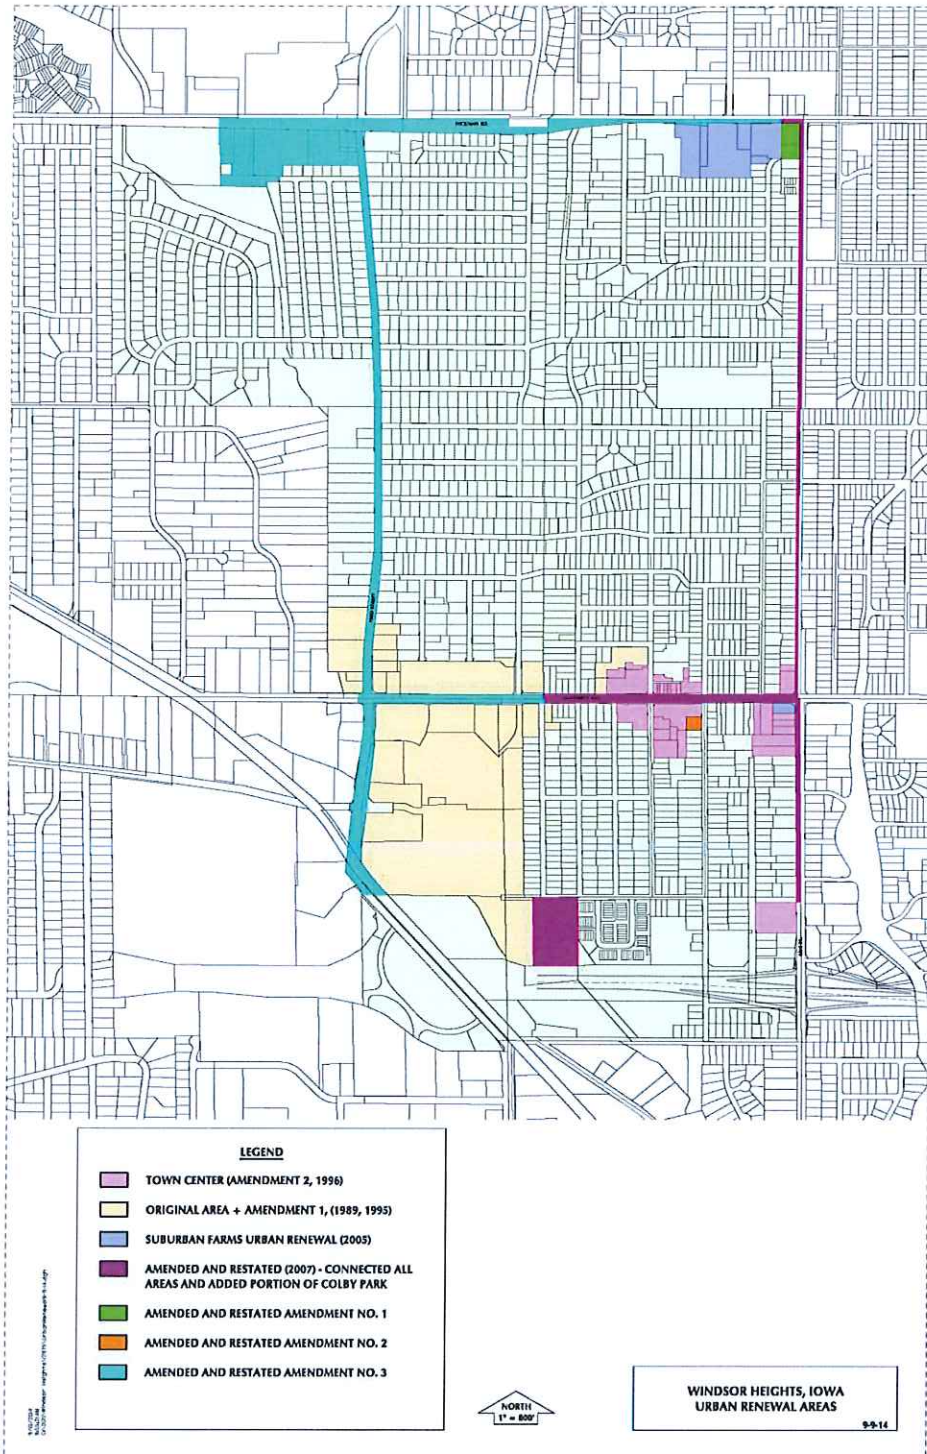 HICKMAN RD.
LEGEND
TOWN CENTER (AMENDMENT 2, 1996)
ORIGINAL AREA + AMENDMENT 1, (1989, 1995)
SUBURBAN FARMS URBAN RENEWAL (2005)
AMENDED AND RESTATED (2007) - CONNECTED ALL
AREAS AND ADDED PORTION OF COLBY PARK
AMENDED AND RESTATED AMENDMENT NO. 1
AMENDED AND RESTATED AMENDMENT NO. 2
AMENDED AND RESTATED AMENDMENT NO. 3
NORTH
1" = 800'
WINDSOR HEIGHTS, IOWA
URBAN RENEWAL AREAS
9-9-14